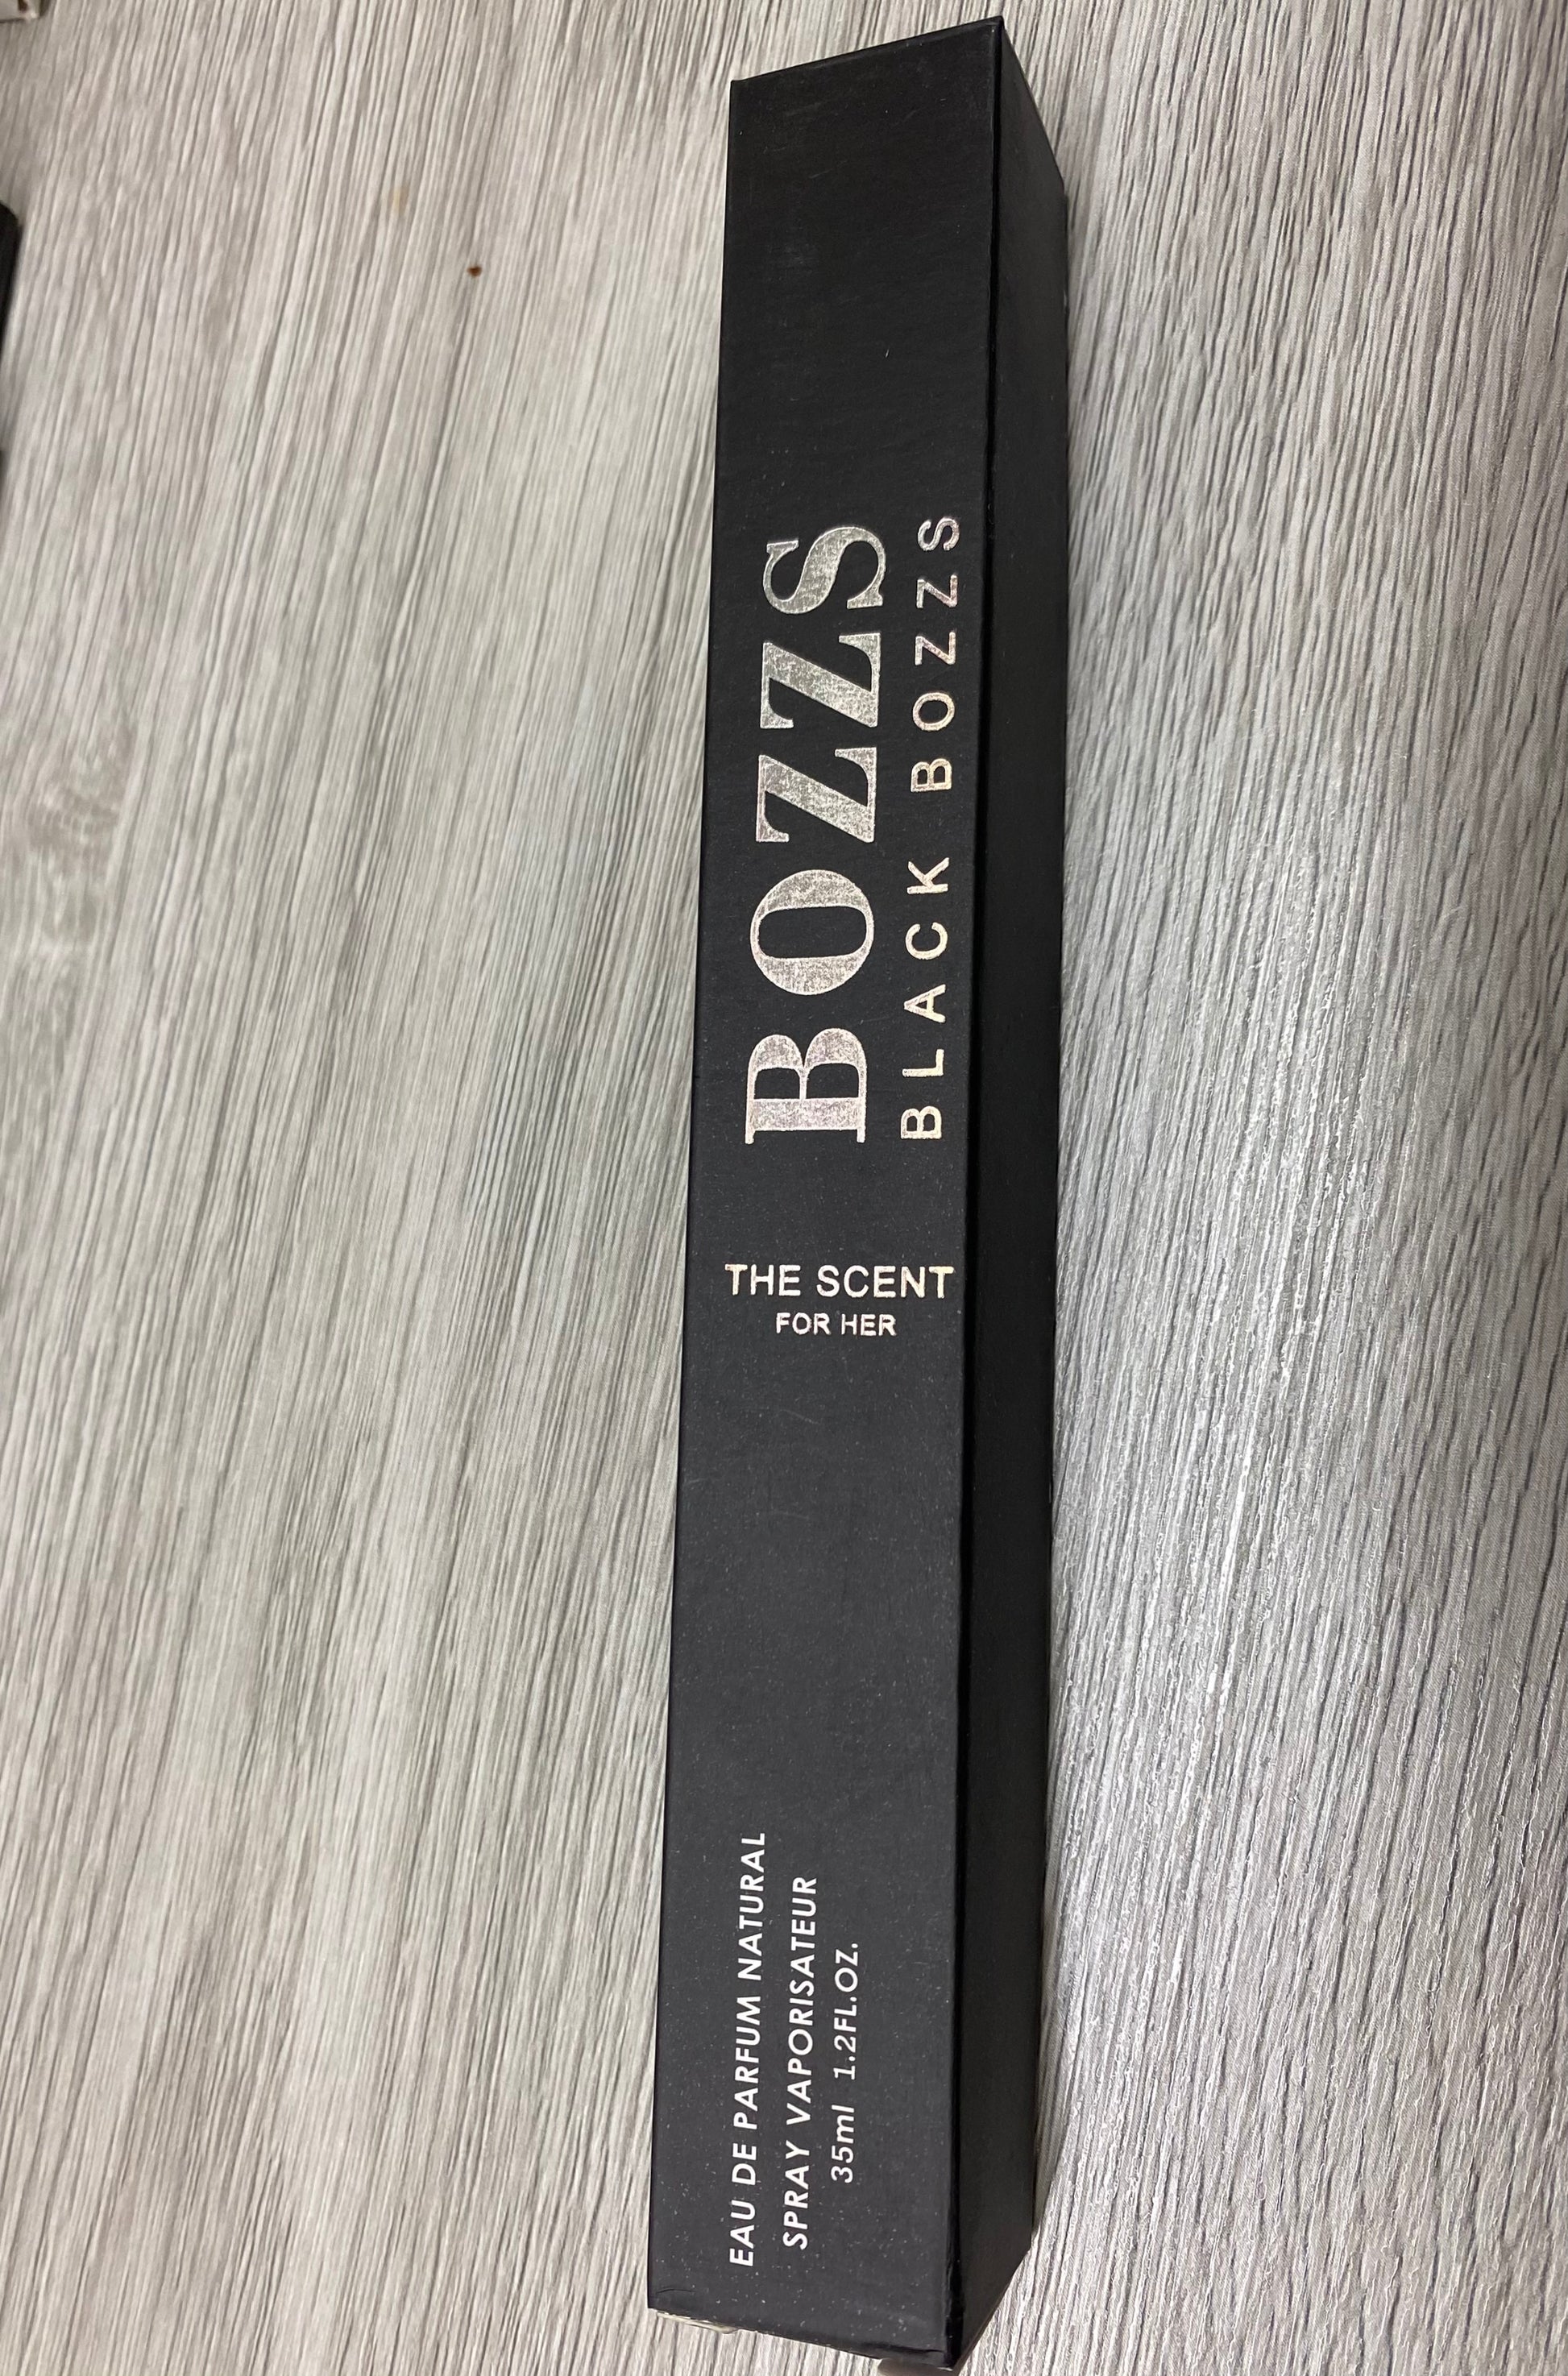 BOZZS
BLACK BOZZS
THE SCENT
FOR HER
EAU DE PARFUM NATURAL
SPRAY VAPORISATEUR
35ml 1.2FL.OZ.